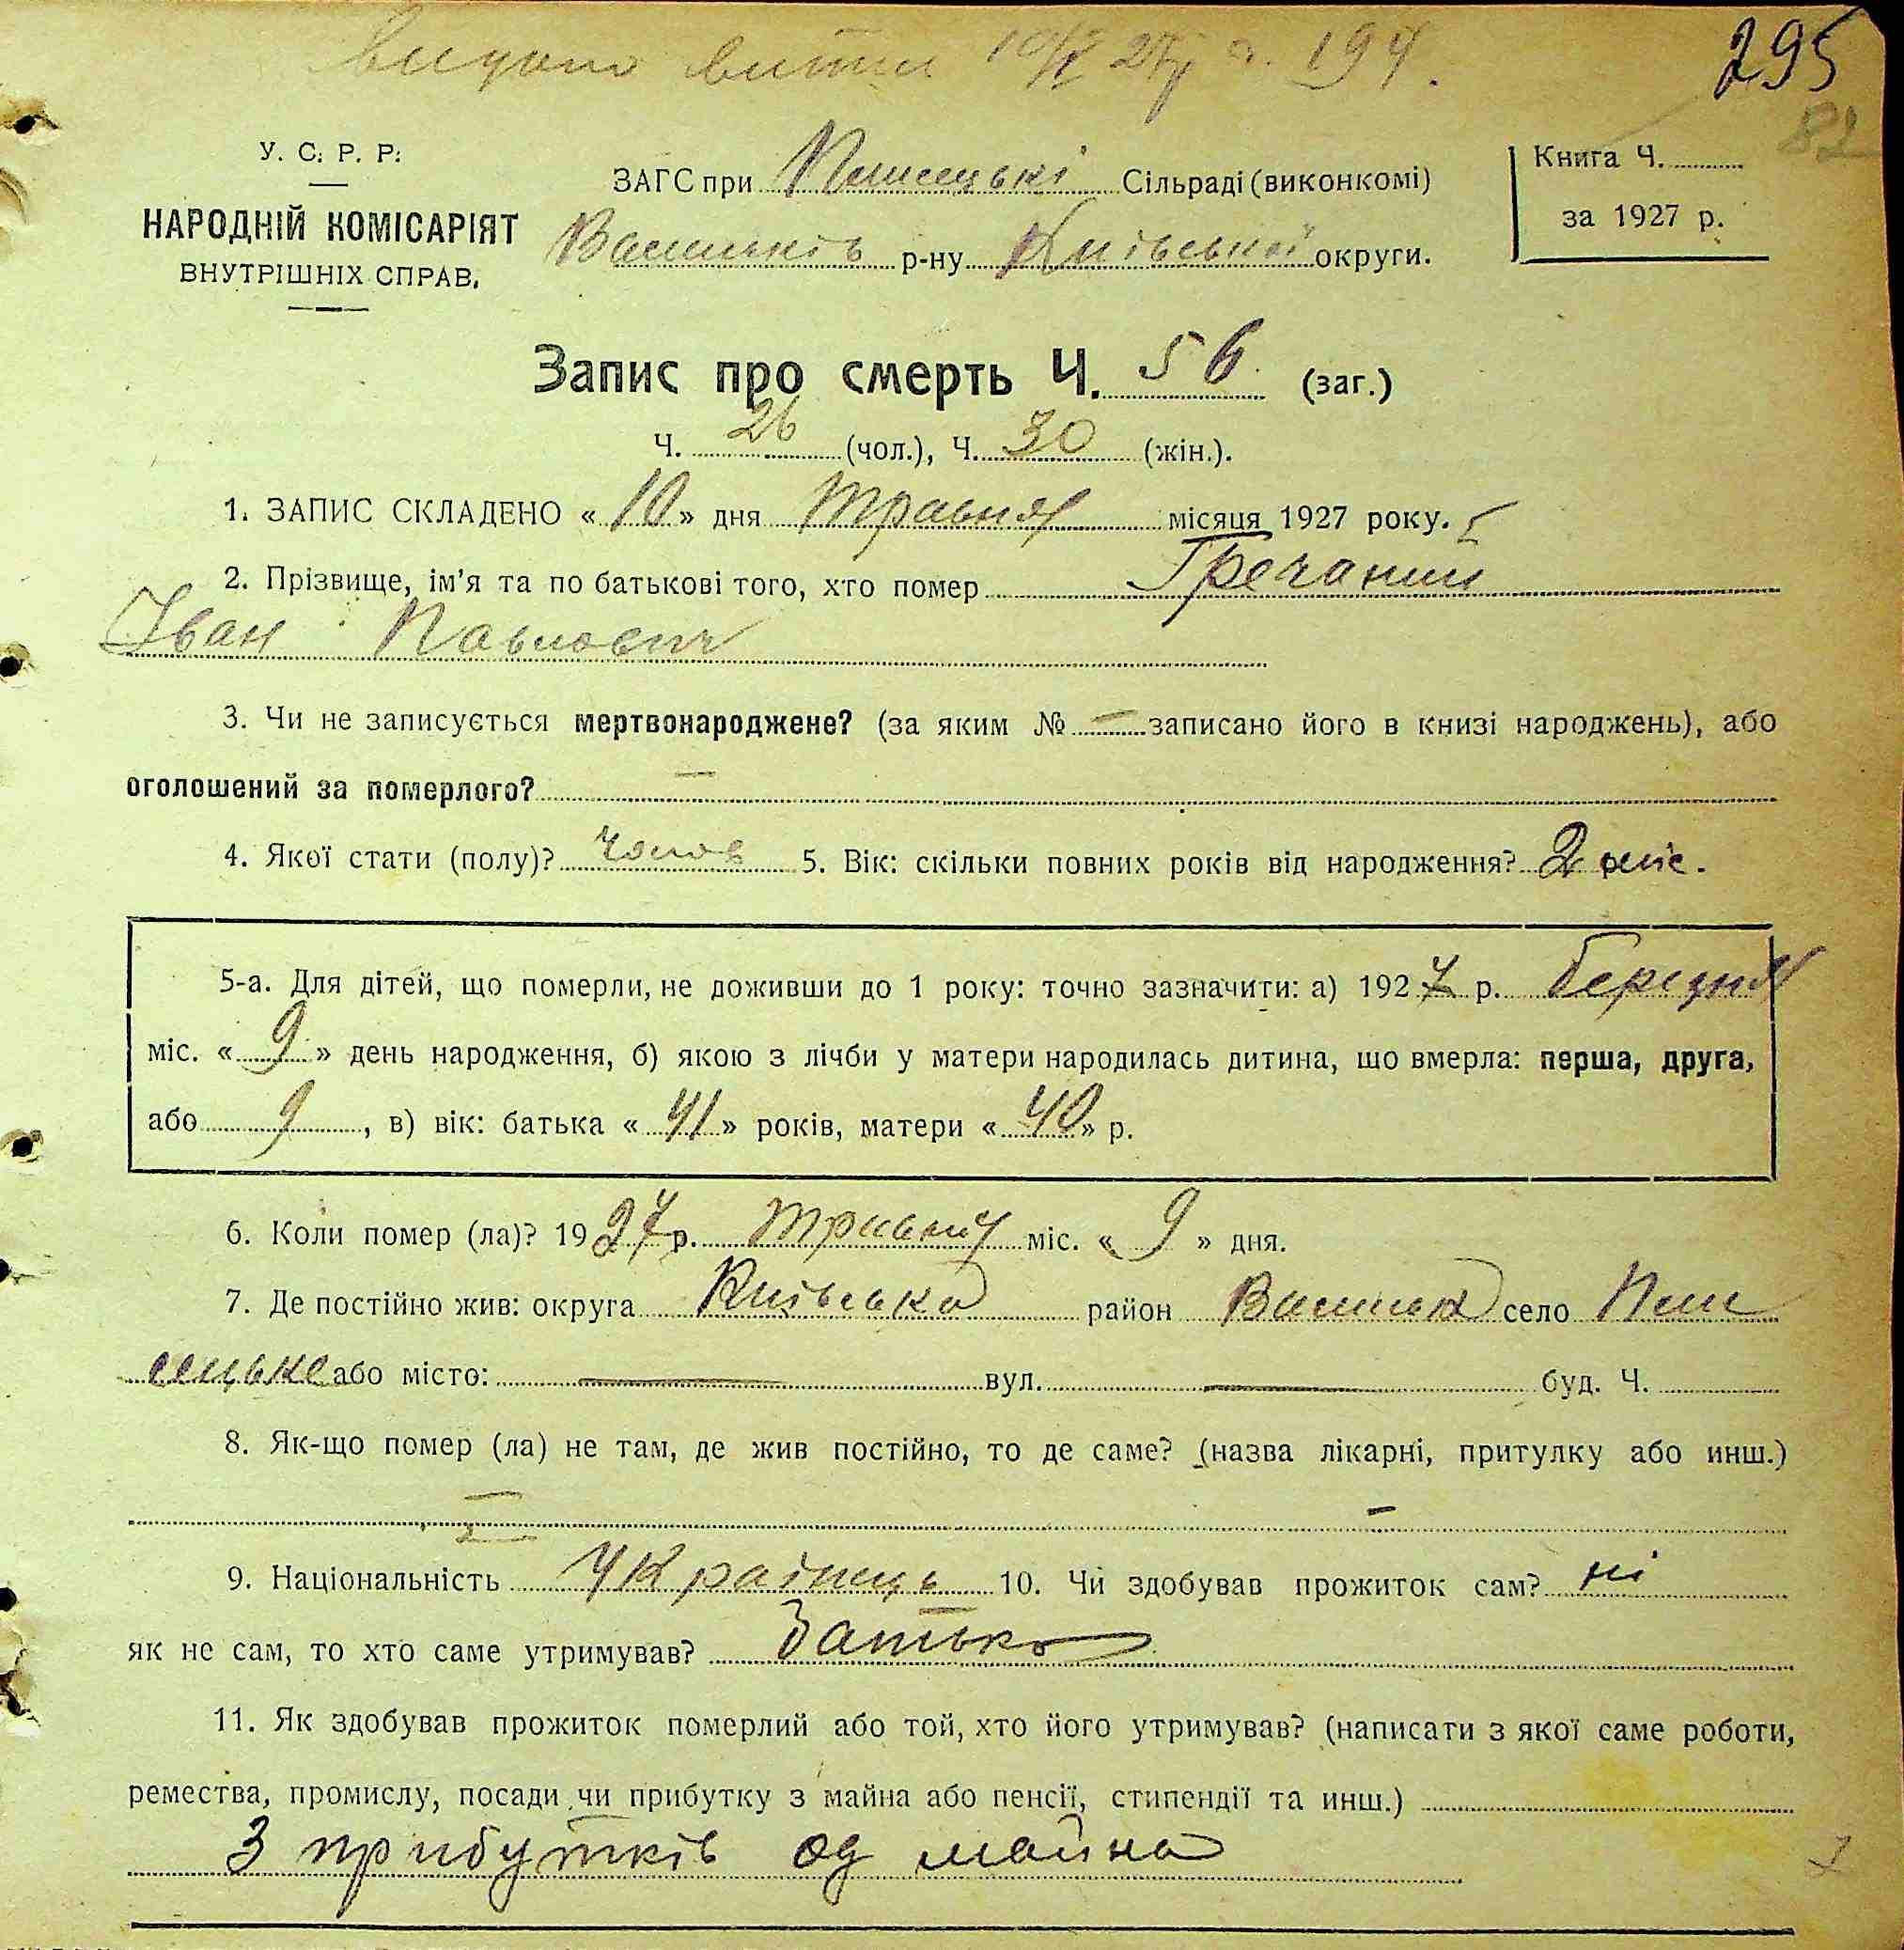 295
82
У. С. Р. Р.
НАРОДНІЙ КОМІСАРІЯТ
ВНУТРІШНІХ СПРАВ.
ЗАГС при Плисецькі Сільраді (виконкомі)
Васильків р-ну Київської округи.
Книга Ч.
за 1927 р.
Запис про смерть Ч. 56 (заг.)
Ч. 26 (чол.), Ч. 30 (жін.).
1. ЗАПИС СКЛАДЕНО «10» дня травня місяця 1927 року.
2. Прізвище, ім'я та по батькові того, хто помер Гречаний
Іван Павлович
3. Чи не записується мертвонароджене? (за яким № — записано його в книзі народжень), або
оголошений за померлого? —
4. Якої стати (полу)? чолов 5. Вік: скільки повних років від народження? 2 міс.
5-а. Для дітей, що померли, не доживши до 1 року: точно зазначити: а) 1927 р. березня
міс. «9» день народження, б) якою з лічби у матери народилась дитина, що вмерла: перша, друга,
або 9, в) вік: батька «41» років, матери «40» р.
6. Коли помер (ла)? 1927 р. травня міс. «9» дня.
7. Де постійно жив: округа Київська район Васильк село Пли
сецьке або місто: — вул. — буд. Ч.
8. Як-що помер (ла) не там, де жив постійно, то де саме? (назва лікарні, притулку або инш.)
— —
9. Національність Українець 10. Чи здобував прожиток сам? ні
як не сам, то хто саме утримував? Батько
11. Як здобував прожиток померлий або той, хто його утримував? (написати з якої саме роботи,
ремества, промислу, посади чи прибутку з майна або пенсії, стипендії та инш.)
З прибутків од майна